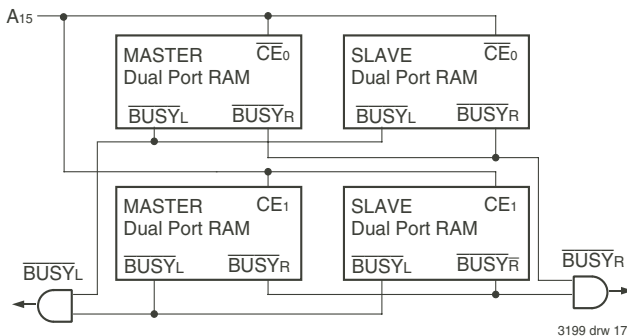 A15
MASTER CE0
Dual Port RAM
BUSYL BUSYR
SLAVE CE0
Dual Port RAM
BUSYL BUSYR
MASTER CE1
Dual Port RAM
BUSYL BUSYR
SLAVE CE1
Dual Port RAM
BUSYL BUSYR
BUSYL
BUSYR
3199 drw 17